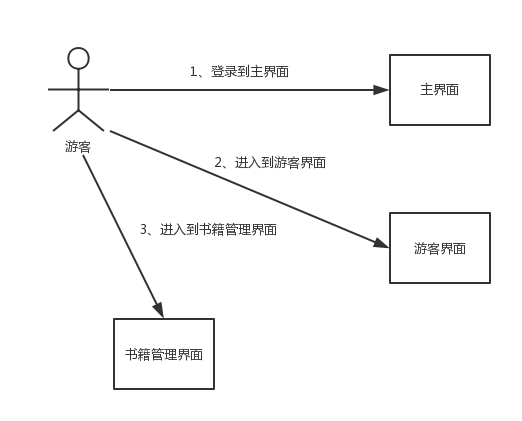 1、登录到主界面
主界面
游客
2、进入到游客界面
3、进入到书籍管理界面
游客界面
书籍管理界面